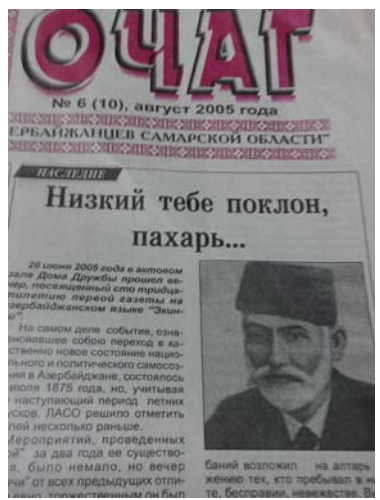 ОЧАГ
№ 6 (10), август 2005 года
ЕРБАЙДЖАНЦЕВ САМАРСКОЙ ОБЛАСТИ"
НАСЛЕДИЕ
Низкий тебе поклон,
пахарь...
26 июня 2005 года в актовом
зале Дома Дружбы прошел ве-
чер, посвященный сто тридца-
тилетию первой газеты на
азербайджанском языке "Экин-
чи".
На самом деле событие, озна-
меновавшее собою переход в ка-
чественно новое состояние нацио-
нального и политического самосоз-
ния в Азербайджане, состоялось
июля 1875 года, но, учитывая
наступающий период летних
отпусков, ЛАСО решило отметить
несколько раньше.
Мероприятий, проведенных
за два года ее существо-
было немало, но вечер
от всех предыдущих отли-
торжественным он был
баний возложил на алтарь
жению тех, кто пребывал в
те, бесправии, невежестве. В